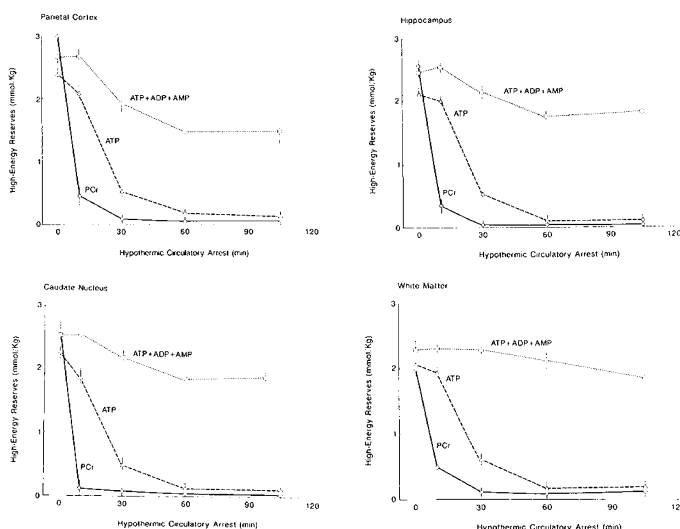 Parietal Cortex
3
2
1
0
High-Energy Reserves (mmol/Kg)
ATP+ADP+AMP
ATP
PCr
0 30 60 90 120
Hypothermic Circulatory Arrest (min)
Hippocampus
3
2
1
0
High-Energy Reserves (mmol/Kg)
ATP+ADP+AMP
ATP
PCr
0 30 60 90 120
Hypothermic Circulatory Arrest (min)
Caudate Nucleus
3
2
1
0
High-Energy Reserves (mmol/Kg)
ATP+ADP+AMP
ATP
PCr
0 30 60 90 120
Hypothermic Circulatory Arrest (min)
White Matter
3
2
1
0
High-Energy Reserves (mmol/Kg)
ATP+ADP+AMP
ATP
PCr
0 30 60 90 120
Hypothermic Circulatory Arrest (min)